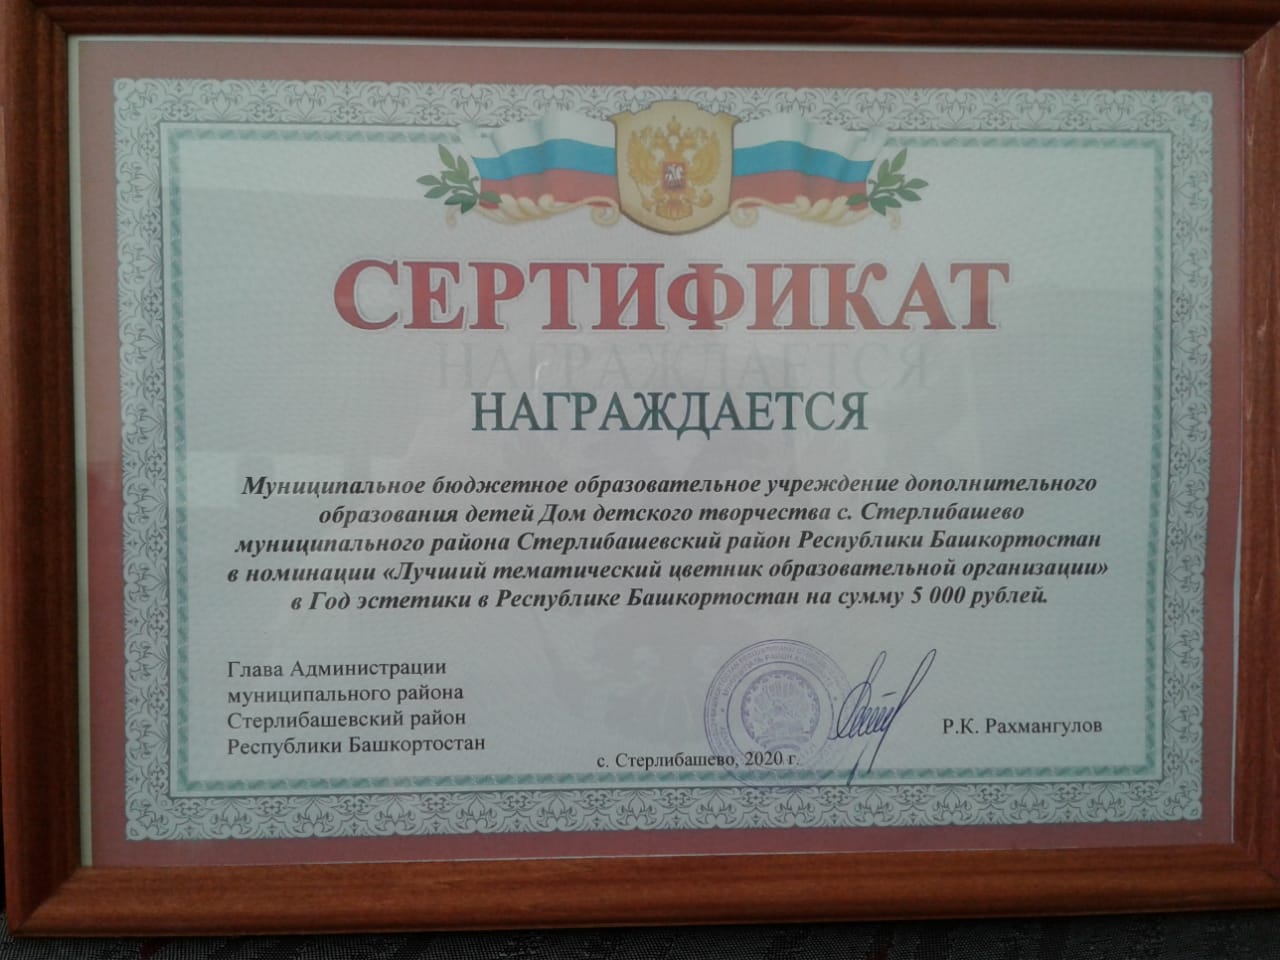 СЕРТИФИКАТ
НАГРАЖДАЕТСЯ
Муниципальное бюджетное образовательное учреждение дополнительного
образования детей Дом детского творчества с. Стерлибашево
муниципального района Стерлибашевский район Республики Башкортостан
в номинации «Лучший тематический цветник образовательной организации»
в Год эстетики в Республике Башкортостан на сумму 5 000 рублей.
Глава Администрации
муниципального района
Стерлибашевский район
Республики Башкортостан
Р.К. Рахмангулов
с. Стерлибашево, 2020 г.